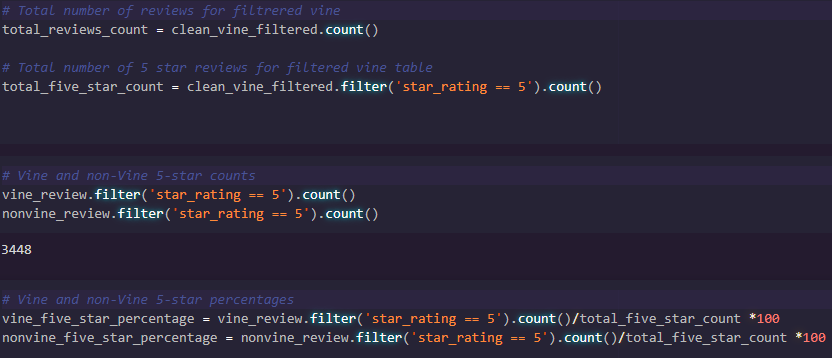 # Total number of reviews for filtrered vine
total_reviews_count = clean_vine_filtered.count()
# Total number of 5 star reviews for filtered vine table
total_five_star_count = clean_vine_filtered.filter('star_rating == 5').count()
# Vine and non-Vine 5-star counts
vine_review.filter('star_rating == 5').count()
nonvine_review.filter('star_rating == 5').count()
3448
# Vine and non-Vine 5-star percentages
vine_five_star_percentage = vine_review.filter('star_rating == 5').count()/total_five_star_count *100
nonvine_five_star_percentage = nonvine_review.filter('star_rating == 5').count()/total_five_star_count *100